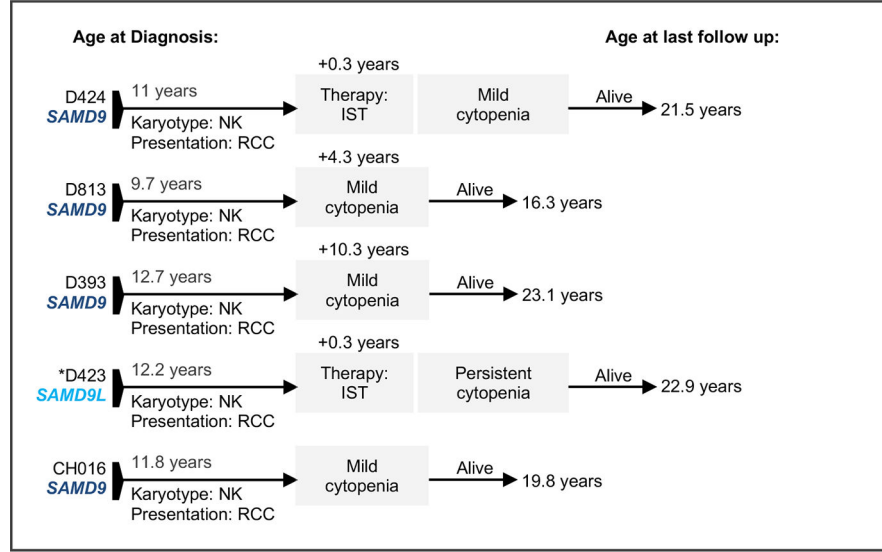 Age at Diagnosis:
Age at last follow up:
+0.3 years
D424
SAMD9
11 years
Karyotype: NK
Presentation: RCC
Therapy:
IST
Mild
cytopenia
Alive
21.5 years
+4.3 years
D813
SAMD9
9.7 years
Karyotype: NK
Presentation: RCC
Mild
cytopenia
Alive
16.3 years
+10.3 years
D393
SAMD9
12.7 years
Karyotype: NK
Presentation: RCC
Mild
cytopenia
Alive
23.1 years
+0.3 years
*D423
SAMD9L
12.2 years
Karyotype: NK
Presentation: RCC
Therapy:
IST
Persistent
cytopenia
Alive
22.9 years
CH016
SAMD9
11.8 years
Karyotype: NK
Presentation: RCC
Mild
cytopenia
Alive
19.8 years